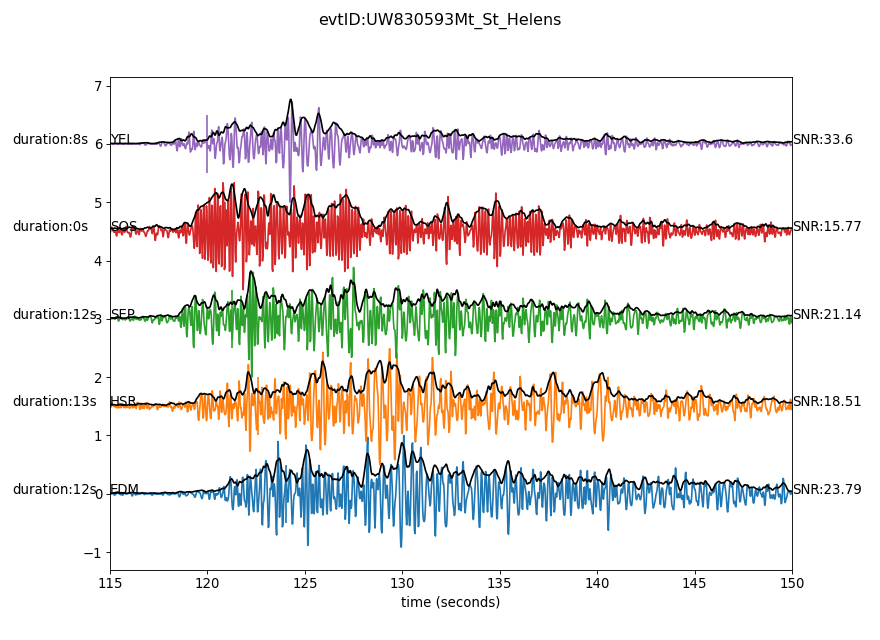 evtID:UW830593Mt_St_Helens
7
duration:8s YEL SNR:33.6
6
5
duration:0s SOS SNR:15.77
4
duration:12s SEP SNR:21.14
3
2
duration:13s HSR SNR:18.51
1
duration:12s EDM SNR:23.79
0
−1
115 120 125 130 135 140 145 150
time (seconds)